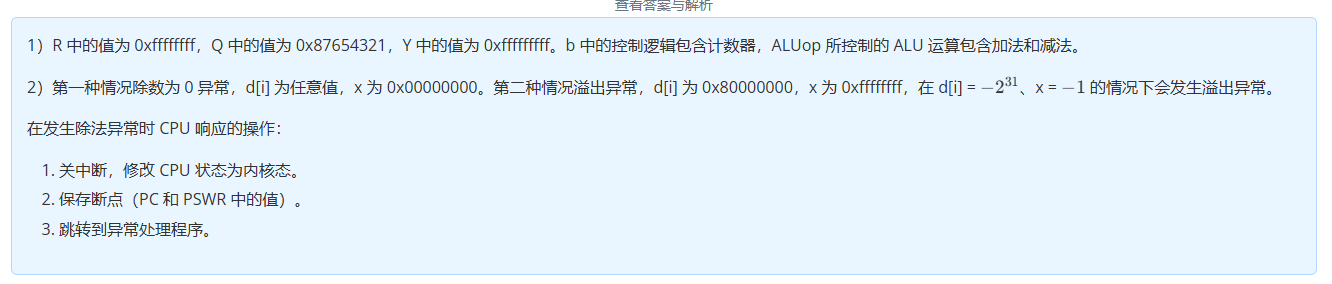 查看答案与解析
1）R 中的值为 0xffffffff，Q 中的值为 0x87654321，Y 中的值为 0xfffffffff。b 中的控制逻辑包含计数器，ALUop 所控制的 ALU 运算包含加法和减法。
2）第一种情况除数为 0 异常，d[i] 为任意值，x 为 0x00000000。第二种情况溢出异常，d[i] 为 0x80000000，x 为 0xffffffff，在 d[i] = −2^31、x = −1 的情况下会发生溢出异常。
在发生除法异常时 CPU 响应的操作：
1. 关中断，修改 CPU 状态为内核态。
2. 保存断点（PC 和 PSWR 中的值）。
3. 跳转到异常处理程序。